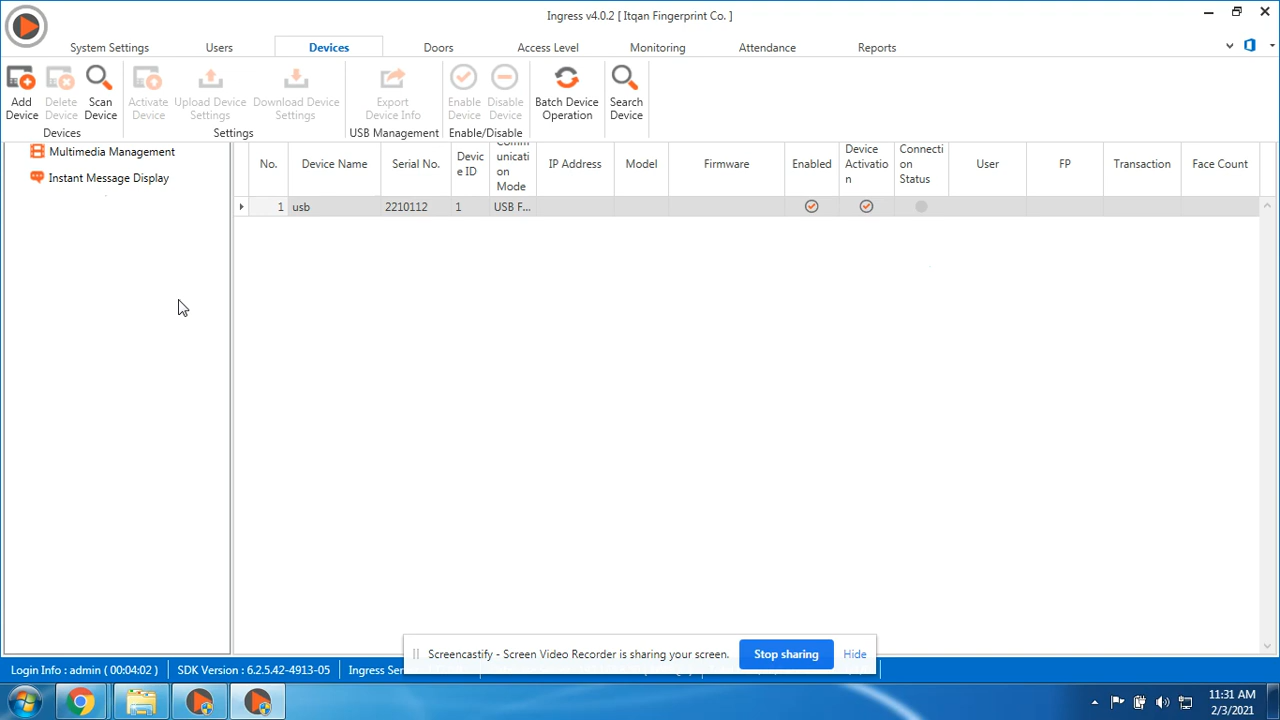 Ingress v4.0.2 [ Itqan Fingerprint Co. ]
System Settings Users Devices Doors Access Level Monitoring Attendance Reports
Add Device
Delete Device
Scan Device
Activate Device
Upload Device Settings
Download Device Settings
Export Device Info
Enable Device
Disable Device
Batch Device Operation
Search Device
Devices Settings USB Management Enable/Disable
Multimedia Management
Instant Message Display
No. Device Name Serial No. Devic
e ID
unicati
on
Mode
IP Address Model Firmware Enabled
Device
Activatio
n
Connecti
on
Status
User FP Transaction Face Count
1 usb 2210112 1 USB F...
Screencastify - Screen Video Recorder is sharing your screen. Stop sharing Hide
Login Info : admin ( 00:04:02 ) SDK Version : 6.2.5.42-4913-05 Ingress Ser
11:31 AM
2/3/2021